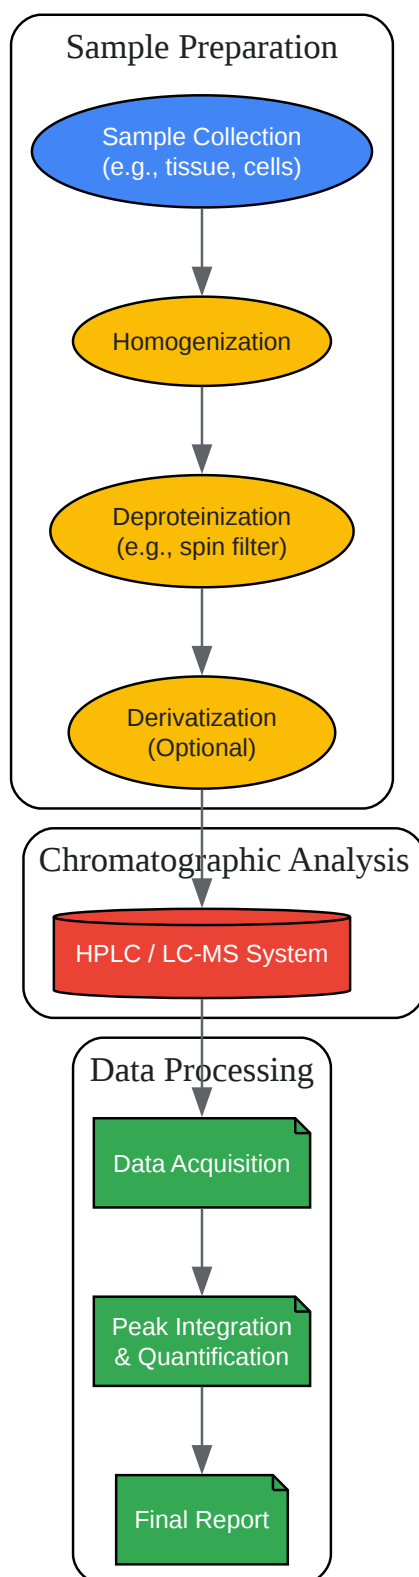 Sample Preparation
Sample Collection
(e.g., tissue, cells)
Homogenization
Deproteinization
(e.g., spin filter)
Derivatization
(Optional)
Chromatographic Analysis
HPLC / LC-MS System
Data Processing
Data Acquisition
Peak Integration
& Quantification
Final Report